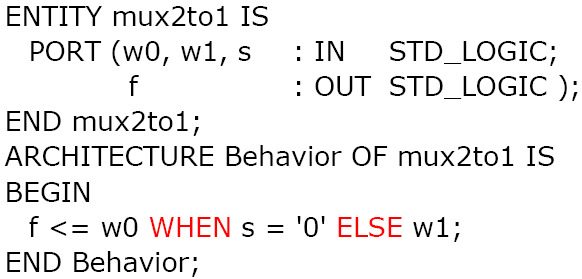 ENTITY mux2to1 IS
PORT (w0, w1, s : IN STD_LOGIC;
f : OUT STD_LOGIC );
END mux2to1;
ARCHITECTURE Behavior OF mux2to1 IS
BEGIN
f <= w0 WHEN s = '0' ELSE w1;
END Behavior;